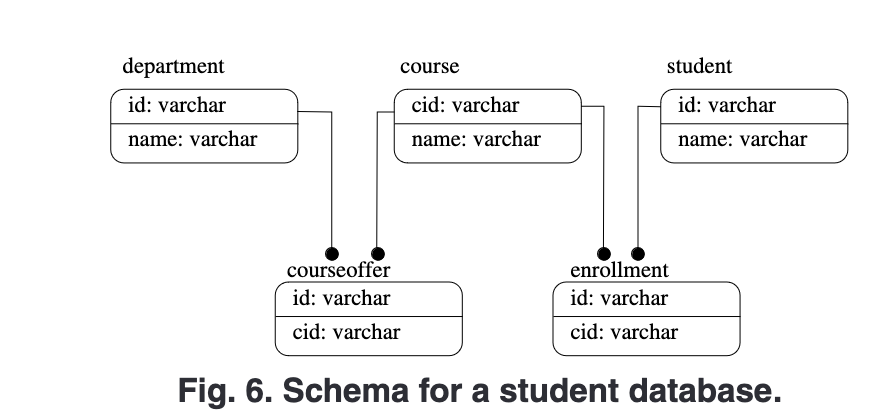 department course student
id: varchar cid: varchar id: varchar
name: varchar name: varchar name: varchar
courseoffer enrollment
id: varchar id: varchar
cid: varchar cid: varchar
Fig. 6. Schema for a student database.